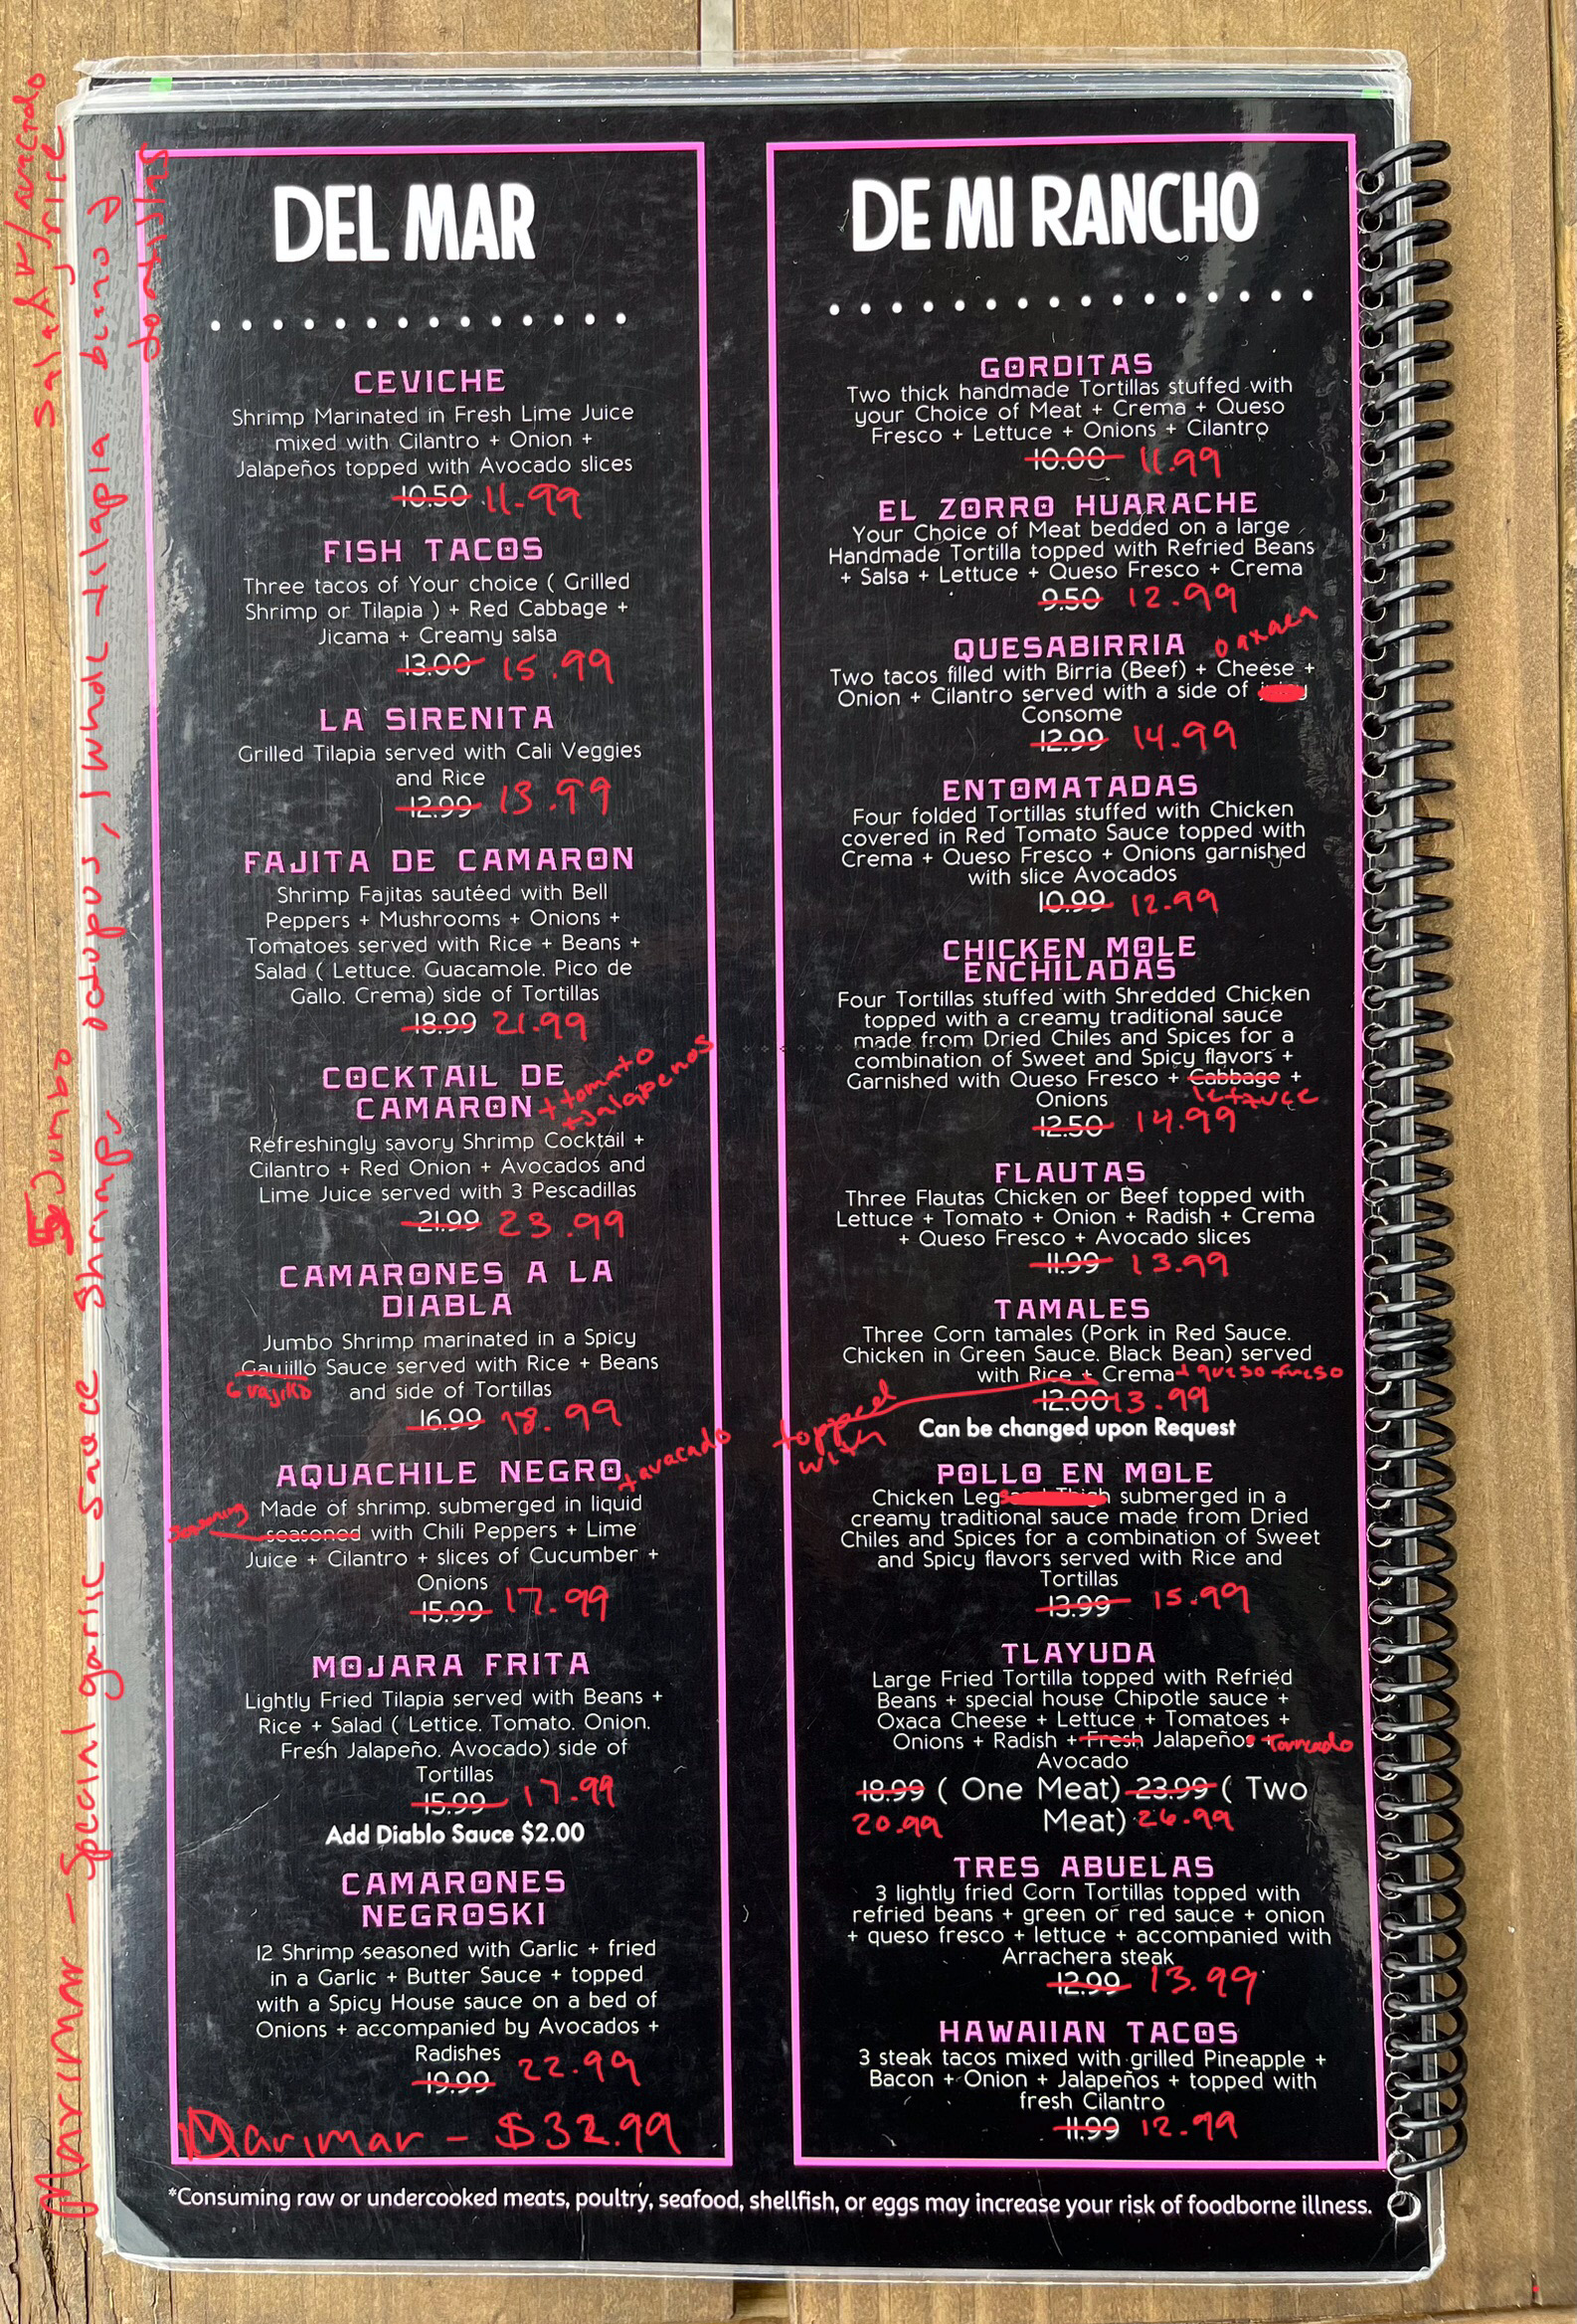 DEL MAR
CEVICHE
Shrimp Marinated in Fresh Lime Juice
mixed with Cilantro + Onion +
Jalapeños topped with Avocado slices
10.50 11.99
FISH TACOS
Three tacos of Your choice ( Grilled
Shrimp or Tilapia ) + Red Cabbage +
Jicama + Creamy salsa
13.00 15.99
LA SIRENITA
Grilled Tilapia served with Cali Veggies
and Rice
12.99 13.99
FAJITA DE CAMARON
Shrimp Fajitas sautéed with Bell
Peppers + Mushrooms + Onions +
Tomatoes served with Rice + Beans +
Salad ( Lettuce. Guacamole. Pico de
Gallo. Crema) side of Tortillas
18.99 21.99
COCKTAIL DE
CAMARON + tomato
+ Jalapenos
Refreshingly savory Shrimp Cocktail +
Cilantro + Red Onion + Avocados and
Lime Juice served with 3 Pescadillas
21.99 23.99
CAMARONES A LA
DIABLA
Jumbo Shrimp marinated in a Spicy
Gaujillo Sauce served with Rice + Beans
Guajillo and side of Tortillas
16.99 18.99
AQUACHILE NEGRO + avacado
Made of shrimp. submerged in liquid
seasoning seasoned with Chili Peppers + Lime
Juice + Cilantro + slices of Cucumber +
Onions
15.99 17.99
MOJARA FRITA
Lightly Fried Tilapia served with Beans +
Rice + Salad ( Lettice. Tomato. Onion.
Fresh Jalapeño. Avocado) side of
Tortillas
15.99 17.99
Add Diablo Sauce $2.00
CAMARONES
NEGROSKI
12 Shrimp seasoned with Garlic + fried
in a Garlic + Butter Sauce + topped
with a Spicy House sauce on a bed of
Onions + accompanied by Avocados +
Radishes
19.99 22.99
Marimar - $32.99
DE MI RANCHO
GORDITAS
Two thick handmade Tortillas stuffed with
your Choice of Meat + Crema + Queso
Fresco + Lettuce + Onions + Cilantro
10.00 11.99
EL ZORRO HUARACHE
Your Choice of Meat bedded on a large
Handmade Tortilla topped with Refried Beans
+ Salsa + Lettuce + Queso Fresco + Crema
9.50 12.99
QUESABIRRIA oaxaca
Two tacos filled with Birria (Beef) + Cheese +
Onion + Cilantro served with a side of
Consome
12.99 14.99
ENTOMATADAS
Four folded Tortillas stuffed with Chicken
covered in Red Tomato Sauce topped with
Crema + Queso Fresco + Onions garnished
with slice Avocados
10.99 12.99
CHICKEN MOLE
ENCHILADAS
Four Tortillas stuffed with Shredded Chicken
topped with a creamy traditional sauce
made from Dried Chiles and Spices for a
combination of Sweet and Spicy flavors +
Garnished with Queso Fresco + Cabbage +
Onions lettuce
12.50 14.99
FLAUTAS
Three Flautas Chicken or Beef topped with
Lettuce + Tomato + Onion + Radish + Crema
+ Queso Fresco + Avocado slices
11.99 13.99
TAMALES
Three Corn tamales (Pork in Red Sauce.
Chicken in Green Sauce. Black Bean) served
with Rice + Crema + queso fresco
topped with
12.00 13.99
Can be changed upon Request
POLLO EN MOLE
Chicken Legs submerged in a
creamy traditional sauce made from Dried
Chiles and Spices for a combination of Sweet
and Spicy flavors served with Rice and
Tortillas
13.99 15.99
TLAYUDA
Large Fried Tortilla topped with Refried
Beans + special house Chipotle sauce +
Oxaca Cheese + Lettuce + Tomatoes +
Onions + Radish + Fresh Jalapeños Toreado
Avocado
18.99 ( One Meat) 23.99 ( Two
20.99 Meat) 26.99
TRES ABUELAS
3 lightly fried Corn Tortillas topped with
refried beans + green or red sauce + onion
+ queso fresco + lettuce + accompanied with
Arrachera steak
12.99 13.99
HAWAIIAN TACOS
3 steak tacos mixed with grilled Pineapple +
Bacon + Onion + Jalapeños + topped with
fresh Cilantro
11.99 12.99
*Consuming raw or undercooked meats, poultry, seafood, shellfish, or eggs may increase your risk of foodborne illness.
Marimar - Special garlic sauce 5 Jumbo Shrimps octopus, 1 whole tilapia
salad w/ rice
tortillas